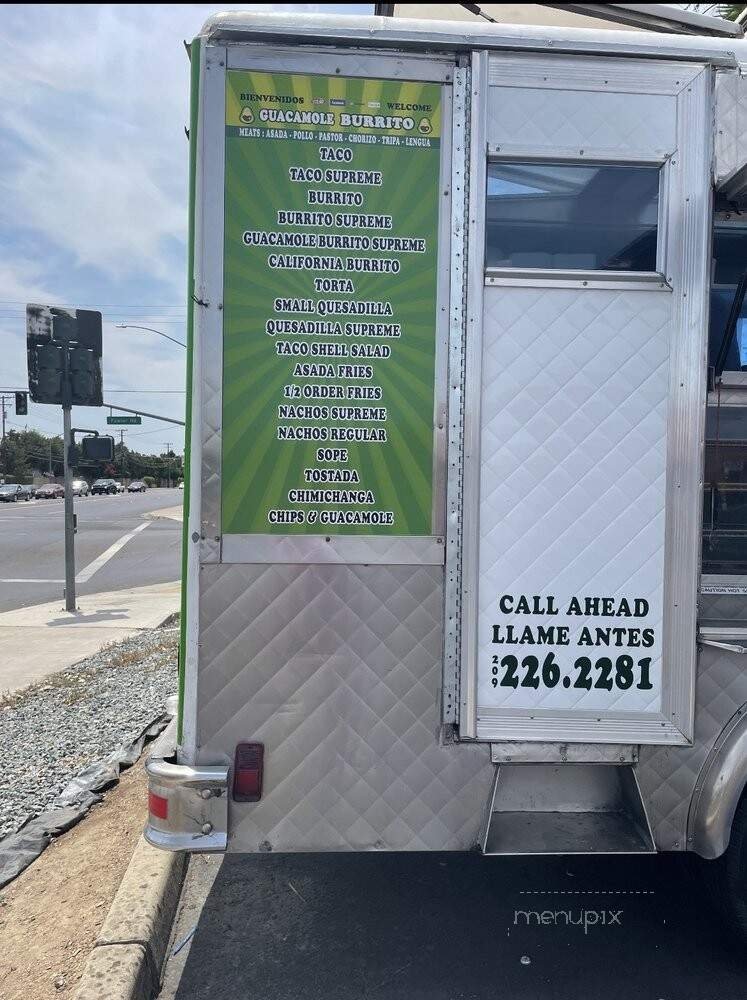 BIENVENIDOS WELCOME
GUACAMOLE BURRITO
MEATS : ASADA - POLLO - PASTOR - CHORIZO - TRIPA - LENGUA
TACO
TACO SUPREME
BURRITO
BURRITO SUPREME
GUACAMOLE BURRITO SUPREME
CALIFORNIA BURRITO
TORTA
SMALL QUESADILLA
QUESADILLA SUPREME
TACO SHELL SALAD
ASADA FRIES
1/2 ORDER FRIES
NACHOS SUPREME
NACHOS REGULAR
SOPE
TOSTADA
CHIMICHANGA
CHIPS & GUACAMOLE
CALL AHEAD
LLAME ANTES
209 226.2281
menupix